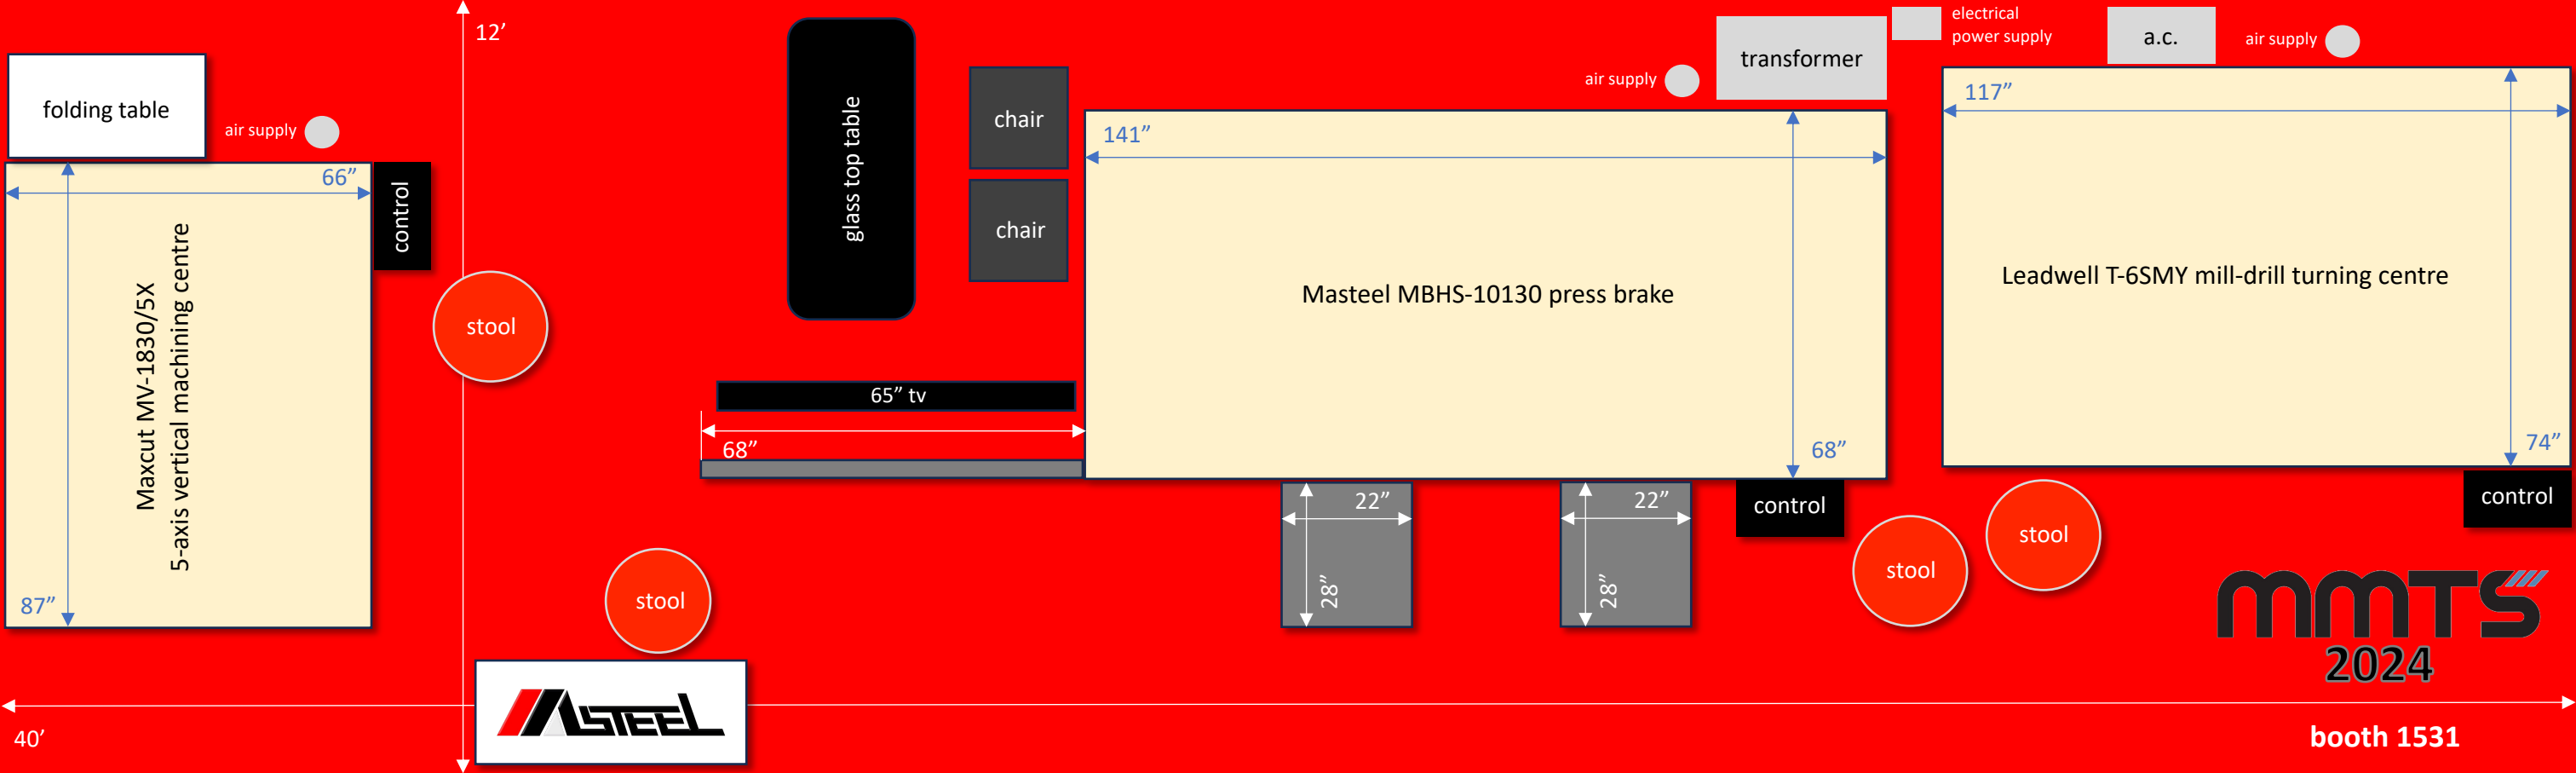 12’
folding table
air supply
66”
control
Maxcut MV-1830/5X
5-axis vertical machining centre
87”
stool
stool
glass top table
chair
chair
65” tv
68”
air supply
transformer
141”
Masteel MBHS-10130 press brake
68”
22”
28”
22”
28”
control
stool
electrical
power supply
a.c.
air supply
117”
Leadwell T-6SMY mill-drill turning centre
74”
control
stool
MMTS
2024
MASTEEL
40’
booth 1531